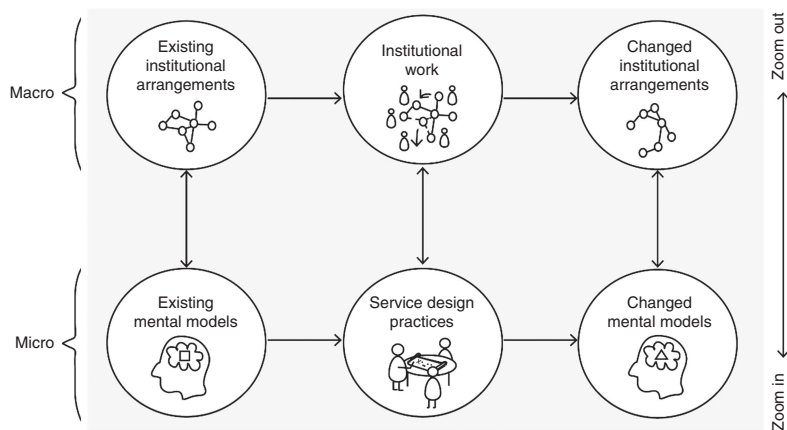 Macro
Existing
institutional
arrangements
Institutional
work
Changed
institutional
arrangements
Zoom out
Micro
Existing
mental models
Service design
practices
Changed
mental models
Zoom in